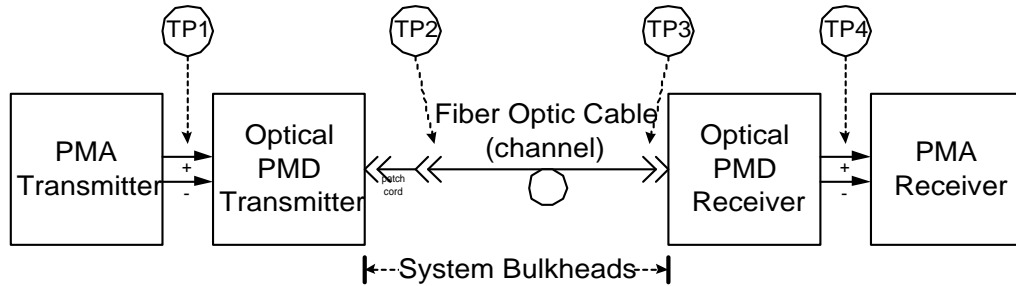 TP1
TP2
TP3
TP4
PMA
Transmitter
+
-
Optical
PMD
Transmitter
patch
cord
Fiber Optic Cable
(channel)
Optical
PMD
Receiver
+
-
PMA
Receiver
System Bulkheads